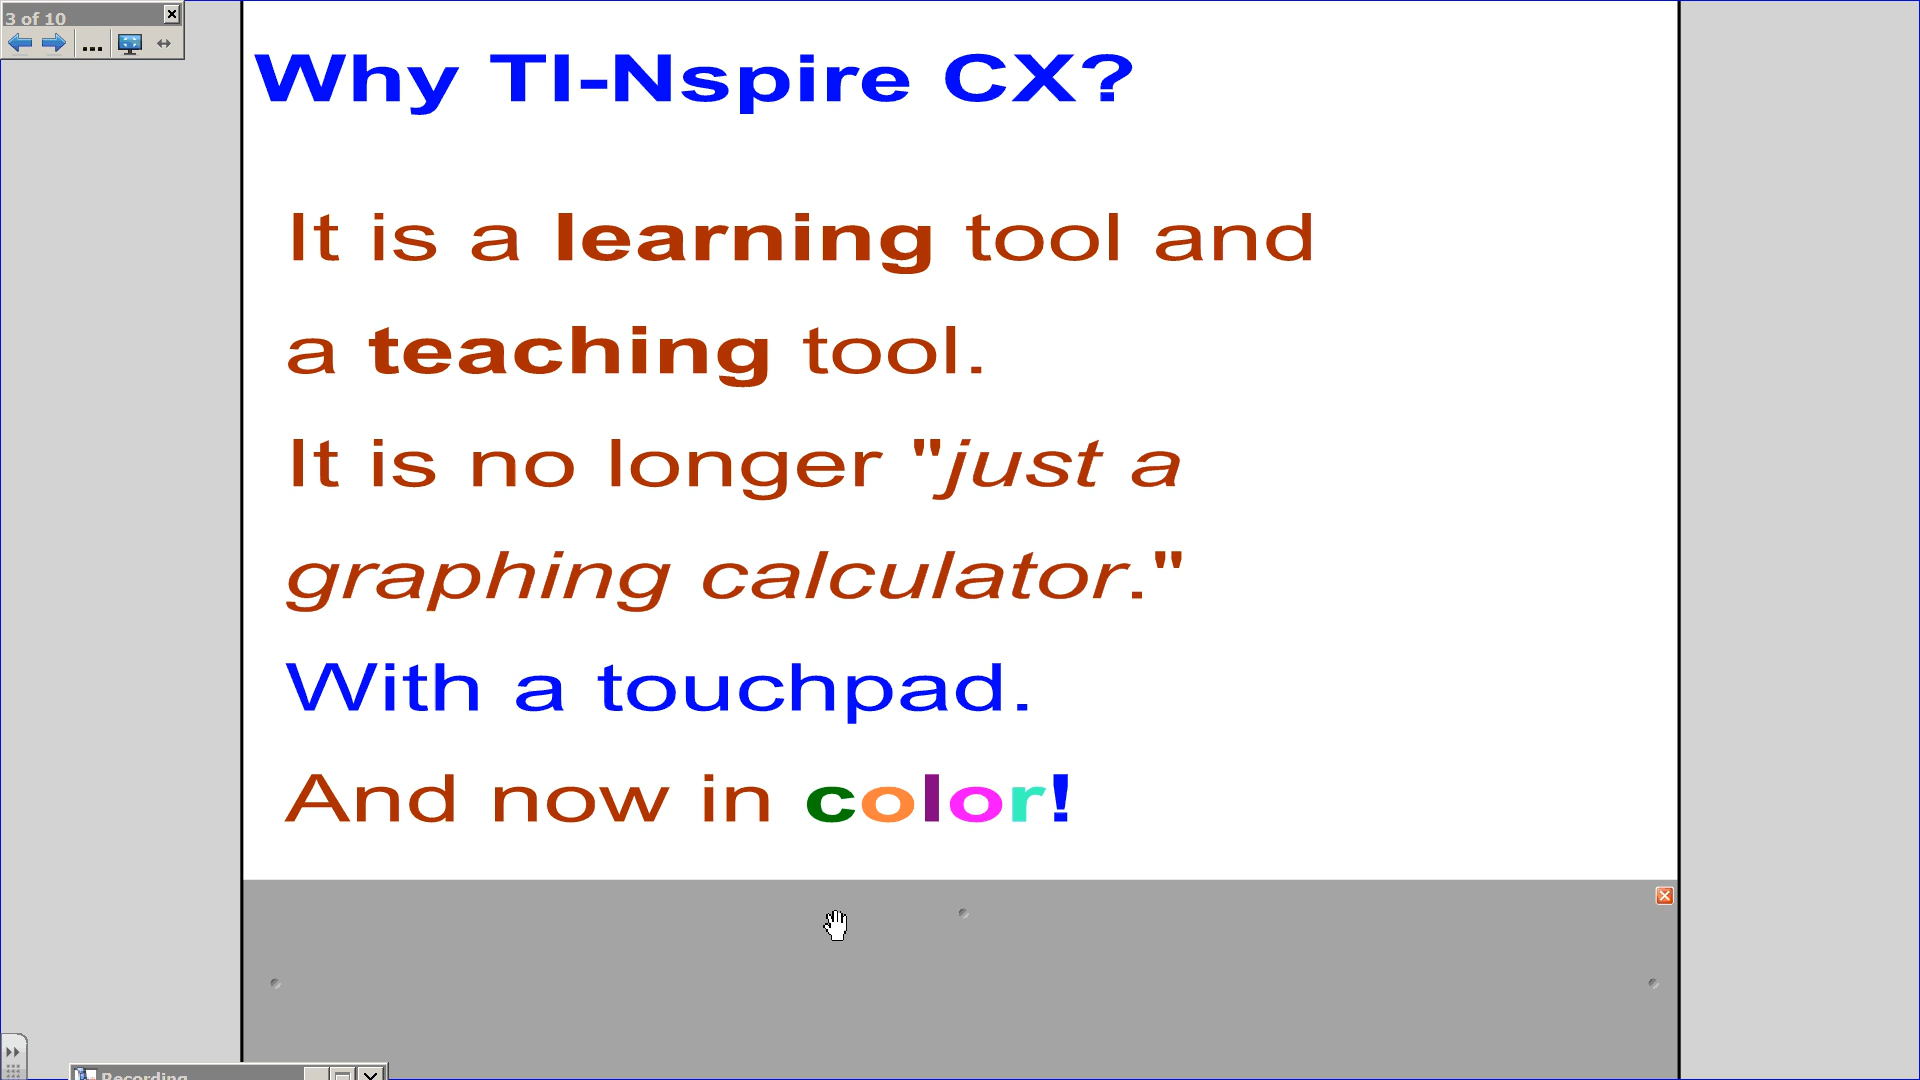 3 of 10
...
Why TI-Nspire CX?
It is a learning tool and
a teaching tool.
It is no longer "just a
graphing calculator."
With a touchpad.
And now in color!
Recording